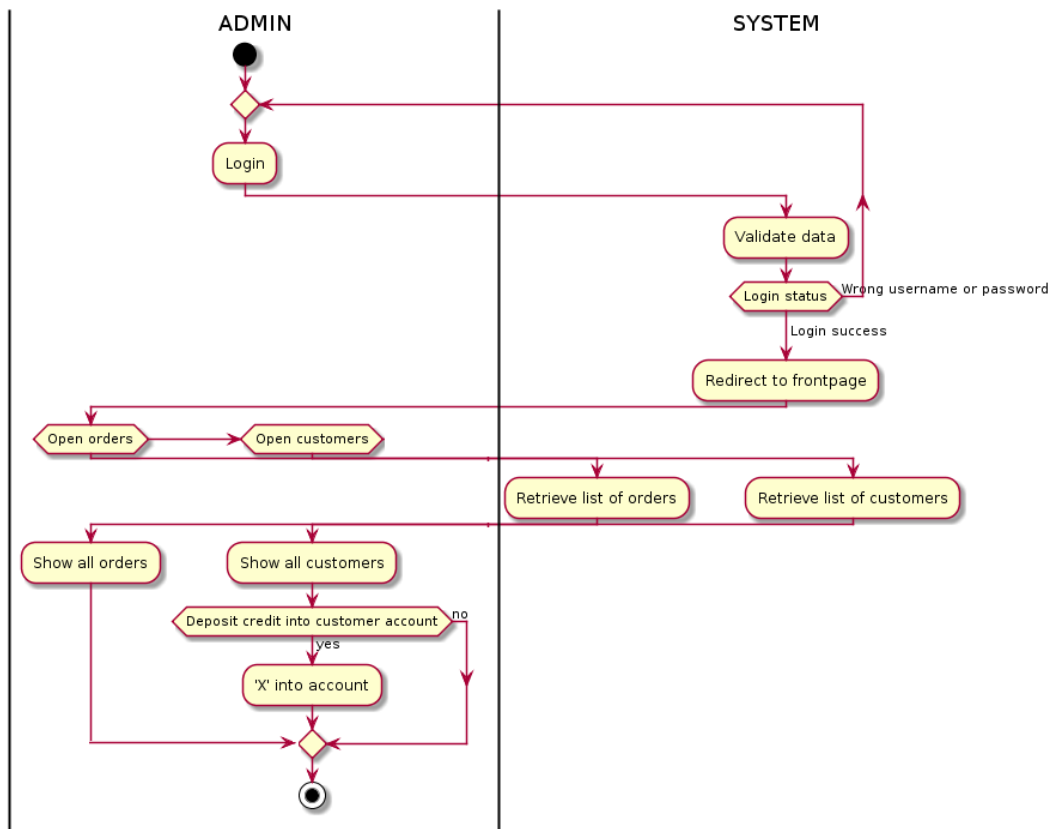 ADMIN
SYSTEM
Login
Validate data
Login status
Wrong username or password
Login success
Redirect to frontpage
Open orders
Open customers
Retrieve list of orders
Retrieve list of customers
Show all orders
Show all customers
Deposit credit into customer account
no
yes
'X' into account